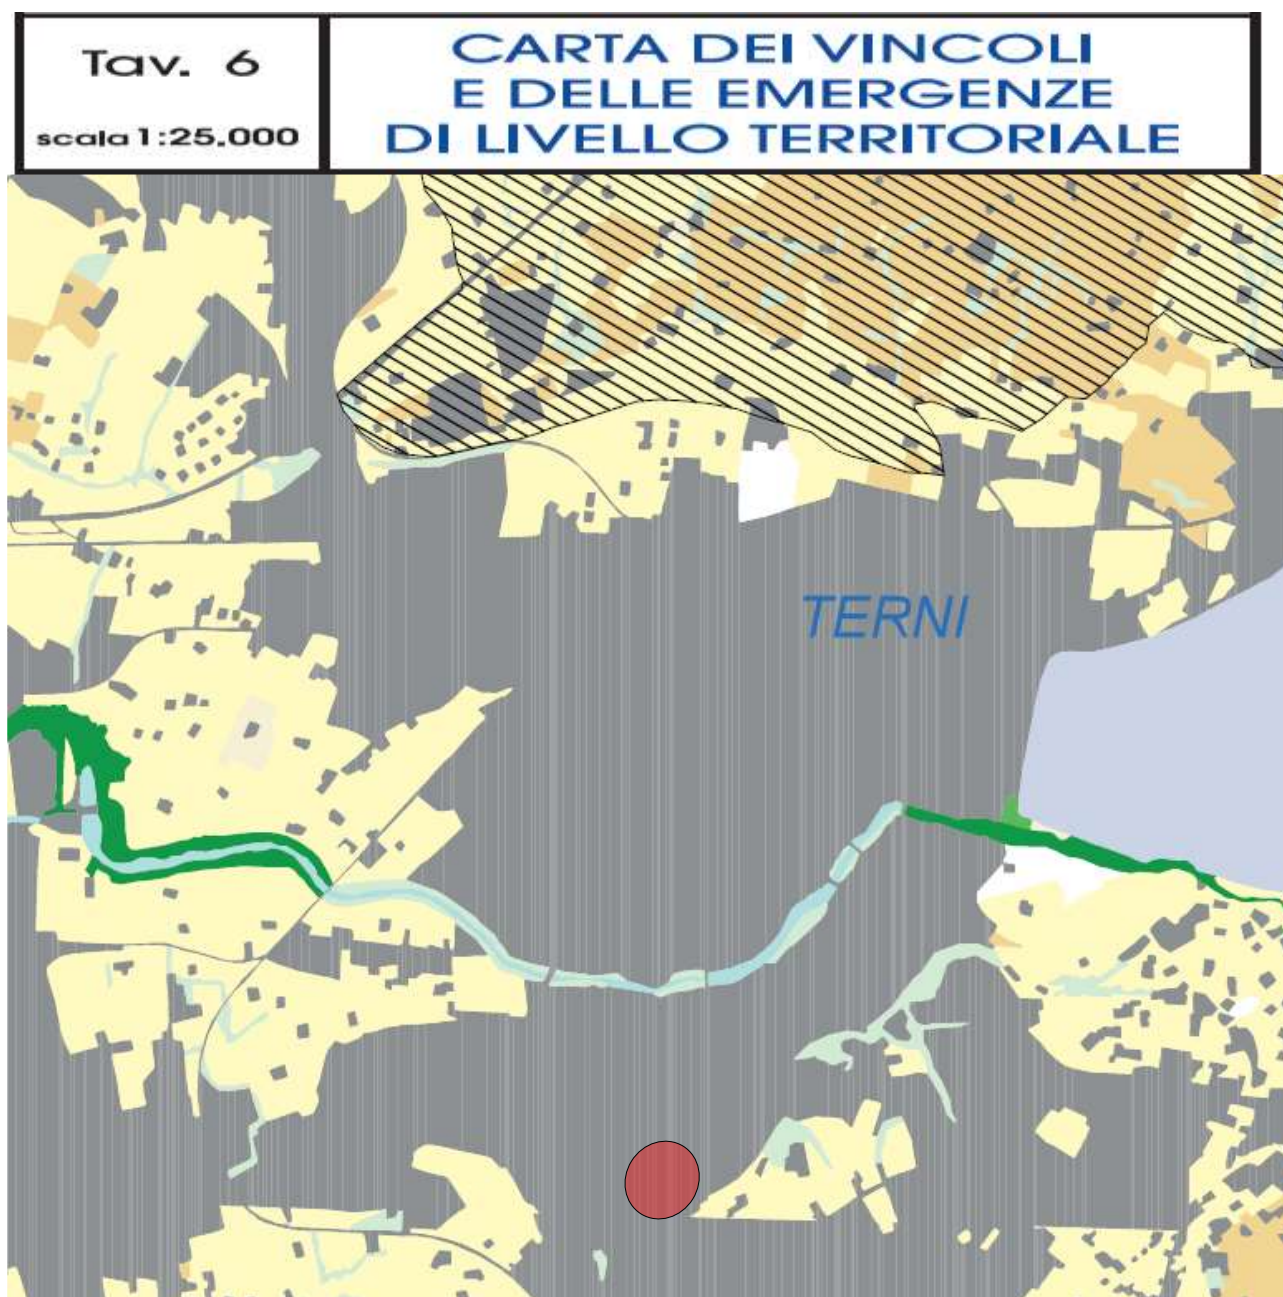 Tav. 6
scala 1:25.000
CARTA DEI VINCOLI
E DELLE EMERGENZE
DI LIVELLO TERRITORIALE
TERNI